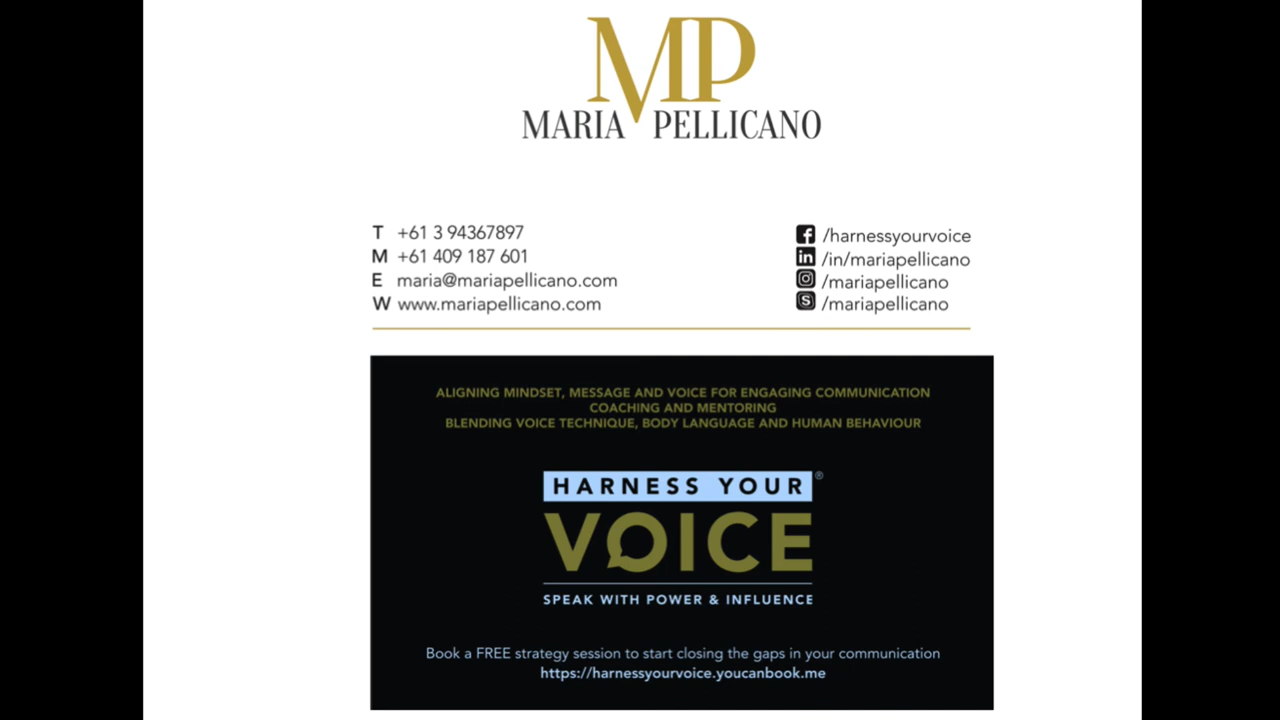 MP
MARIA PELLICANO
T +61 3 94367897
M +61 409 187 601
E maria@mariapellicano.com
W www.mariapellicano.com
/harnessyourvoice
in /in/mariapellicano
/mariapellicano
/mariapellicano
ALIGNING MINDSET, MESSAGE AND VOICE FOR ENGAGING COMMUNICATION
COACHING AND MENTORING
BLENDING VOICE TECHNIQUE, BODY LANGUAGE AND HUMAN BEHAVIOUR
HARNESS YOUR®
VOICE
SPEAK WITH POWER & INFLUENCE
Book a FREE strategy session to start closing the gaps in your communication
https://harnessyourvoice.youcanbook.me